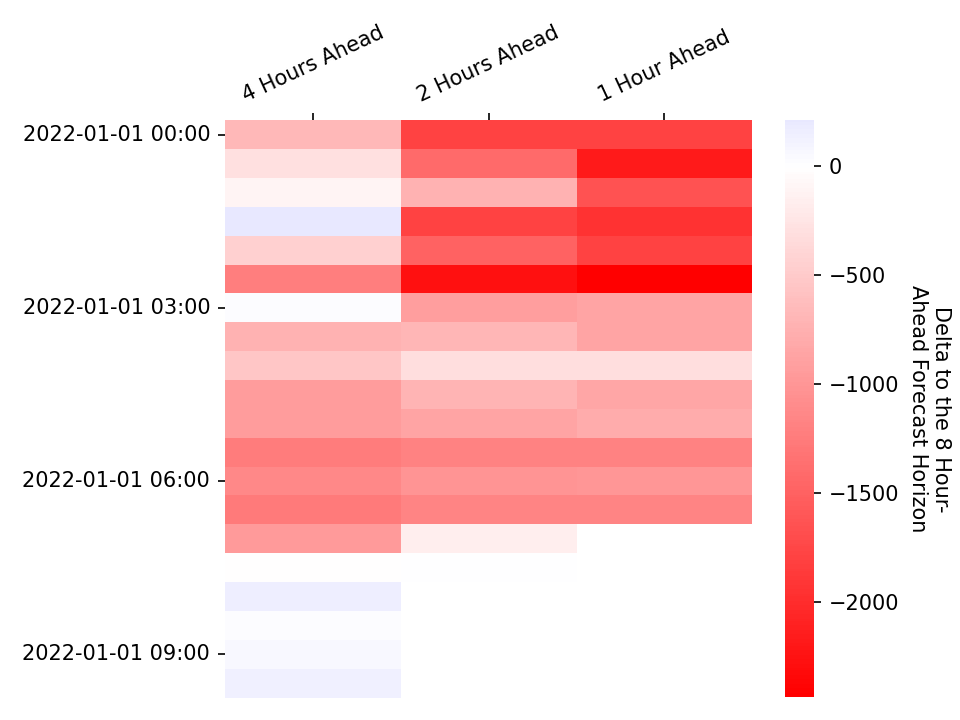 4 Hours Ahead
2 Hours Ahead
1 Hour Ahead
2022-01-01 00:00
2022-01-01 03:00
2022-01-01 06:00
2022-01-01 09:00
0
−500
−1000
−1500
−2000
Delta to the 8 Hour-
Ahead Forecast Horizon